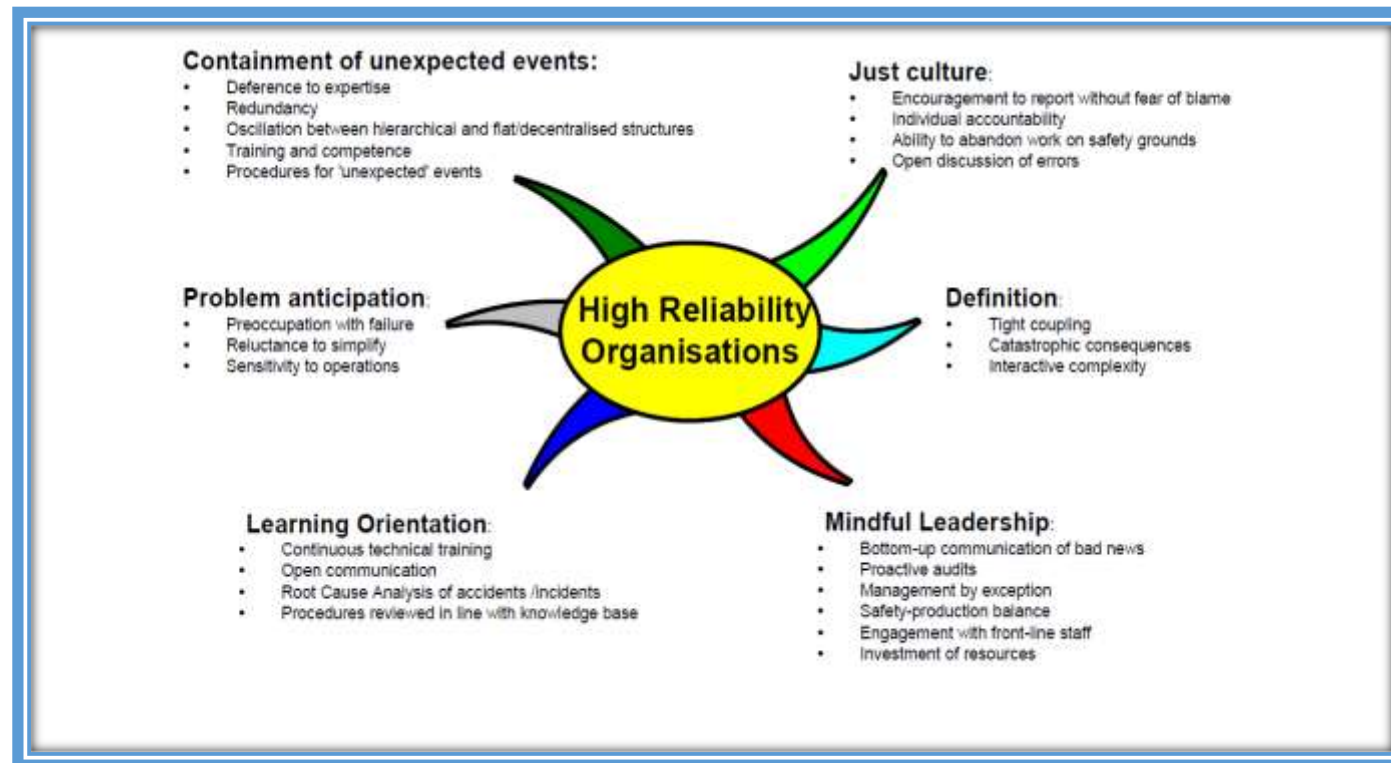 Containment of unexpected events:
• Deference to expertise
• Redundancy
• Oscillation between hierarchical and flat/decentralised structures
• Training and competence
• Procedures for 'unexpected' events
Just culture:
• Encouragement to report without fear of blame
• Individual accountability
• Ability to abandon work on safety grounds
• Open discussion of errors
Problem anticipation:
• Preoccupation with failure
• Reluctance to simplify
• Sensitivity to operations
High Reliability
Organisations
Definition:
• Tight coupling
• Catastrophic consequences
• Interactive complexity
Learning Orientation:
• Continuous technical training
• Open communication
• Root Cause Analysis of accidents /incidents
• Procedures reviewed in line with knowledge base
Mindful Leadership:
• Bottom-up communication of bad news
• Proactive audits
• Management by exception
• Safety-production balance
• Engagement with front-line staff
• Investment of resources